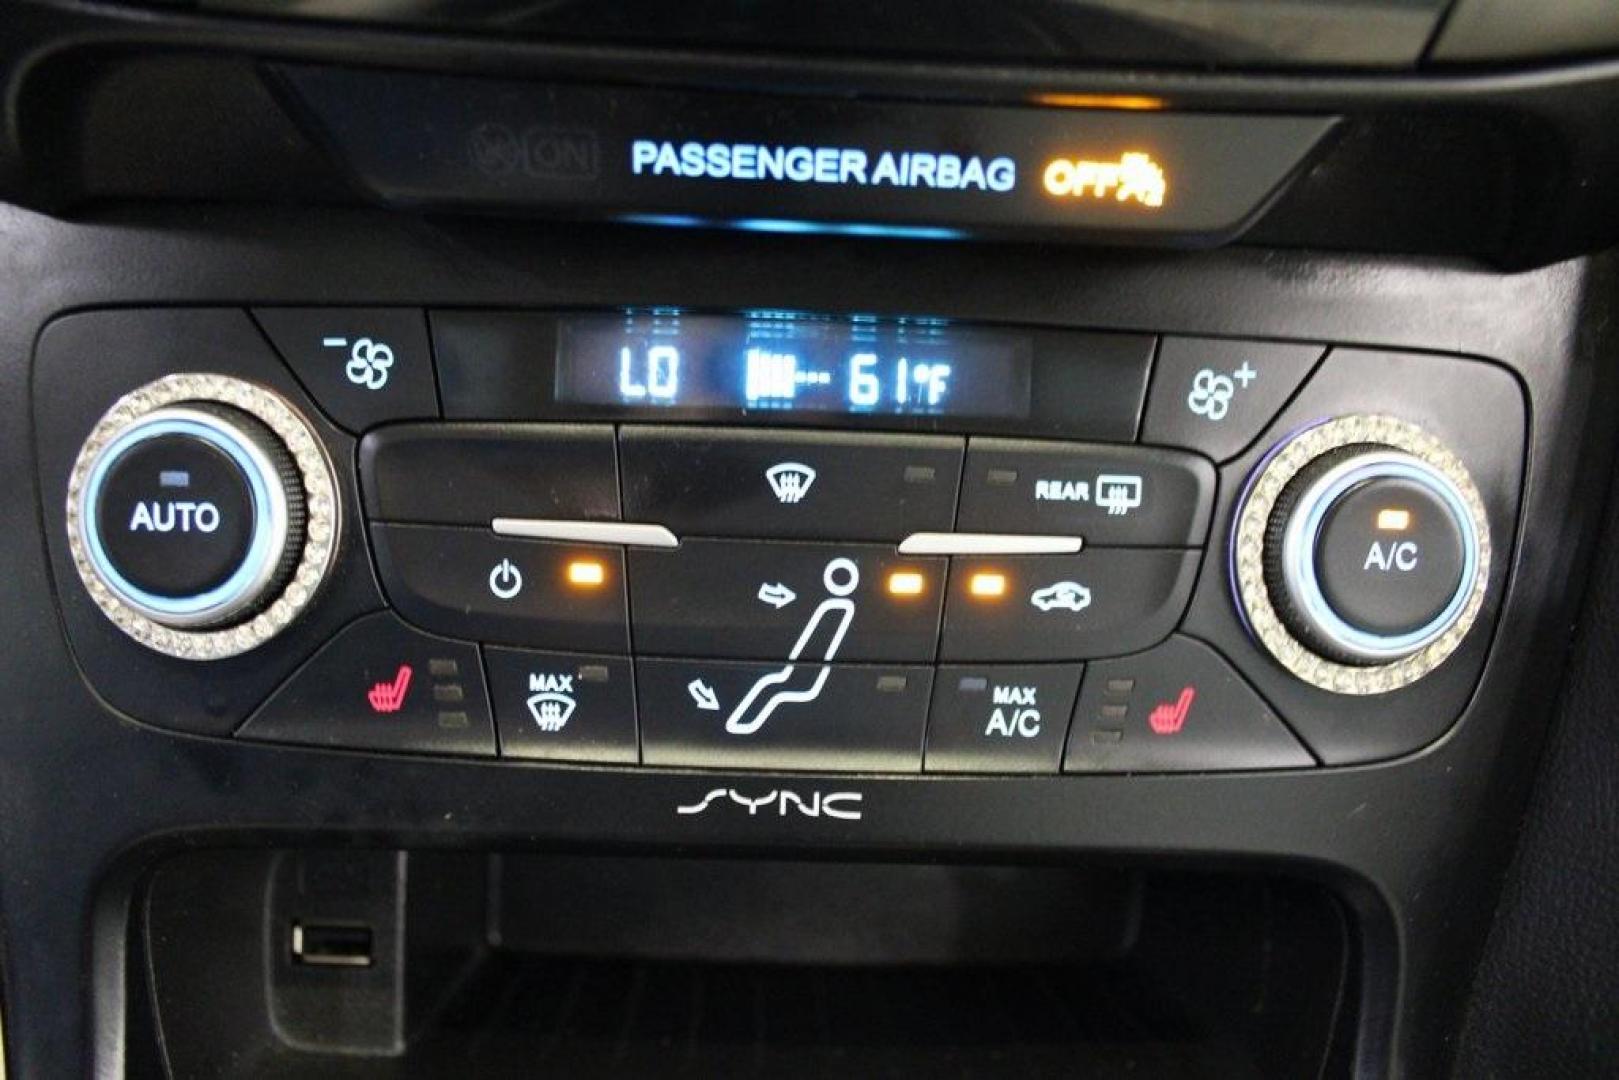 ON PASSENGER AIRBAG OFF
LO 61°F
AUTO
REAR
A/C
MAX
MAX
A/C
SYNC